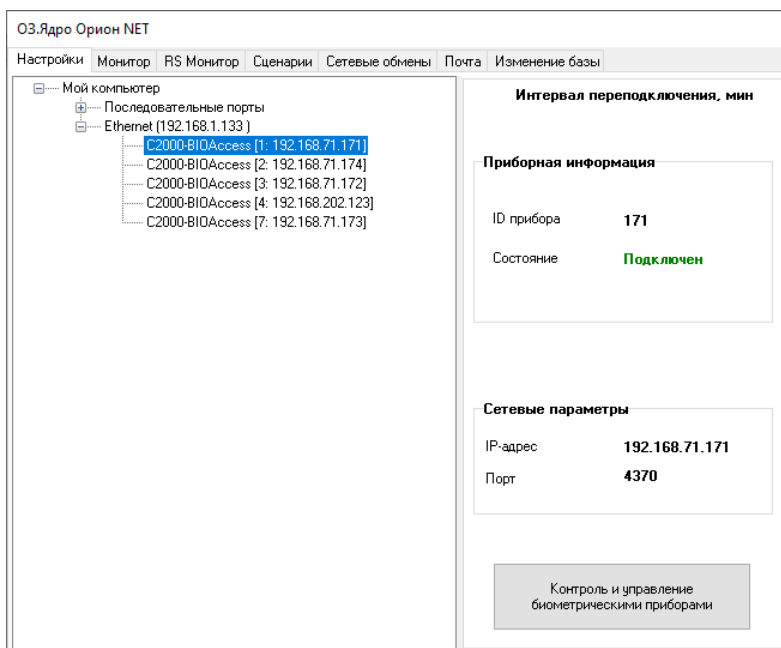 ОЗ.Ядро Орион NET
Настройки Монитор RS Монитор Сценарии Сетевые обмены Почта Изменение базы
Мой компьютер
Последовательные порты
Ethernet (192.168.1.133 )
C2000-BIOAccess [1: 192.168.71.171]
C2000-BIOAccess [2: 192.168.71.174]
C2000-BIOAccess [3: 192.168.71.172]
C2000-BIOAccess [4: 192.168.202.123]
C2000-BIOAccess [7: 192.168.71.173]
Интервал переподключения, мин
Приборная информация
ID прибора 171
Состояние Подключен
Сетевые параметры
IP-адрес 192.168.71.171
Порт 4370
Контроль и управление
биометрическими приборами